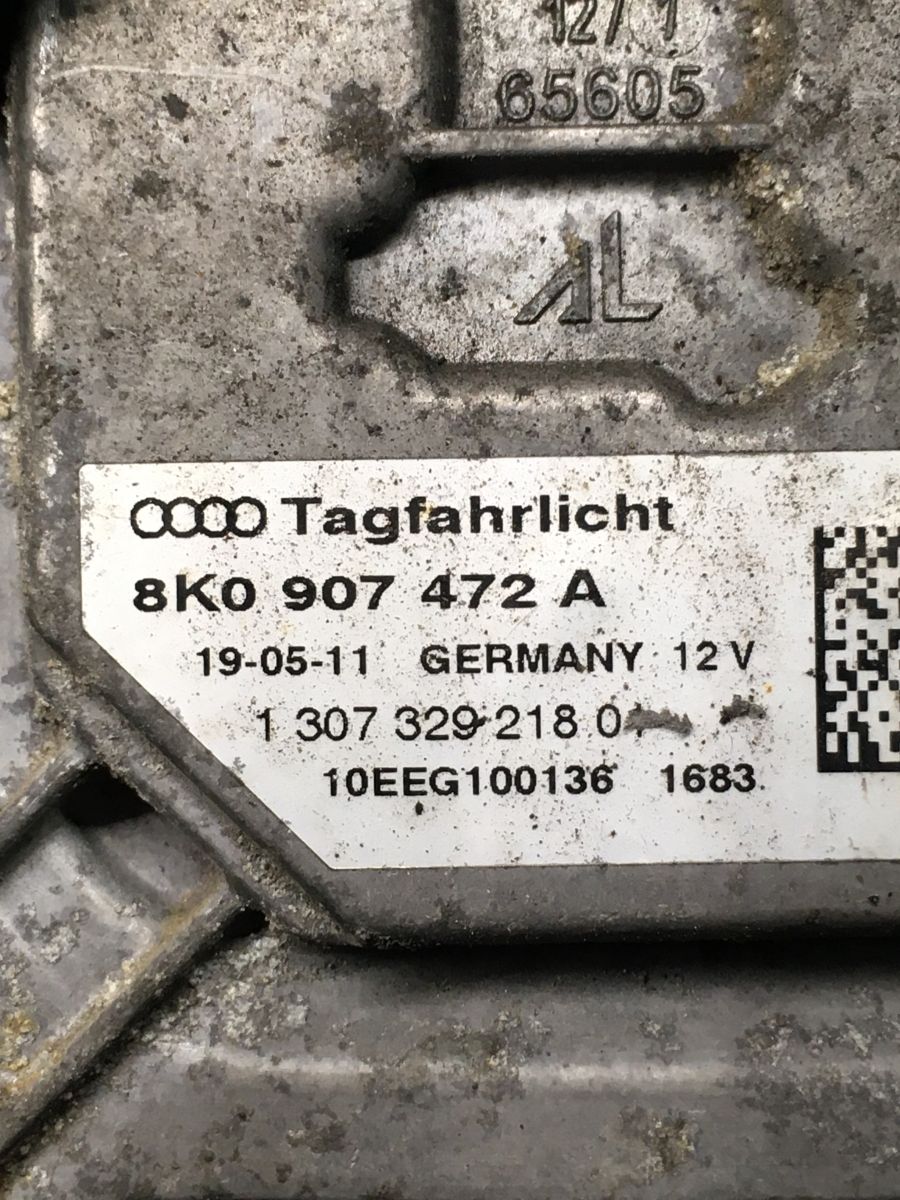 12/1
65605
AL
Tagfahrlicht
8K0 907 472 A
19-05-11 GERMANY 12V
1 307 329 218 0
10EEG100136 1683